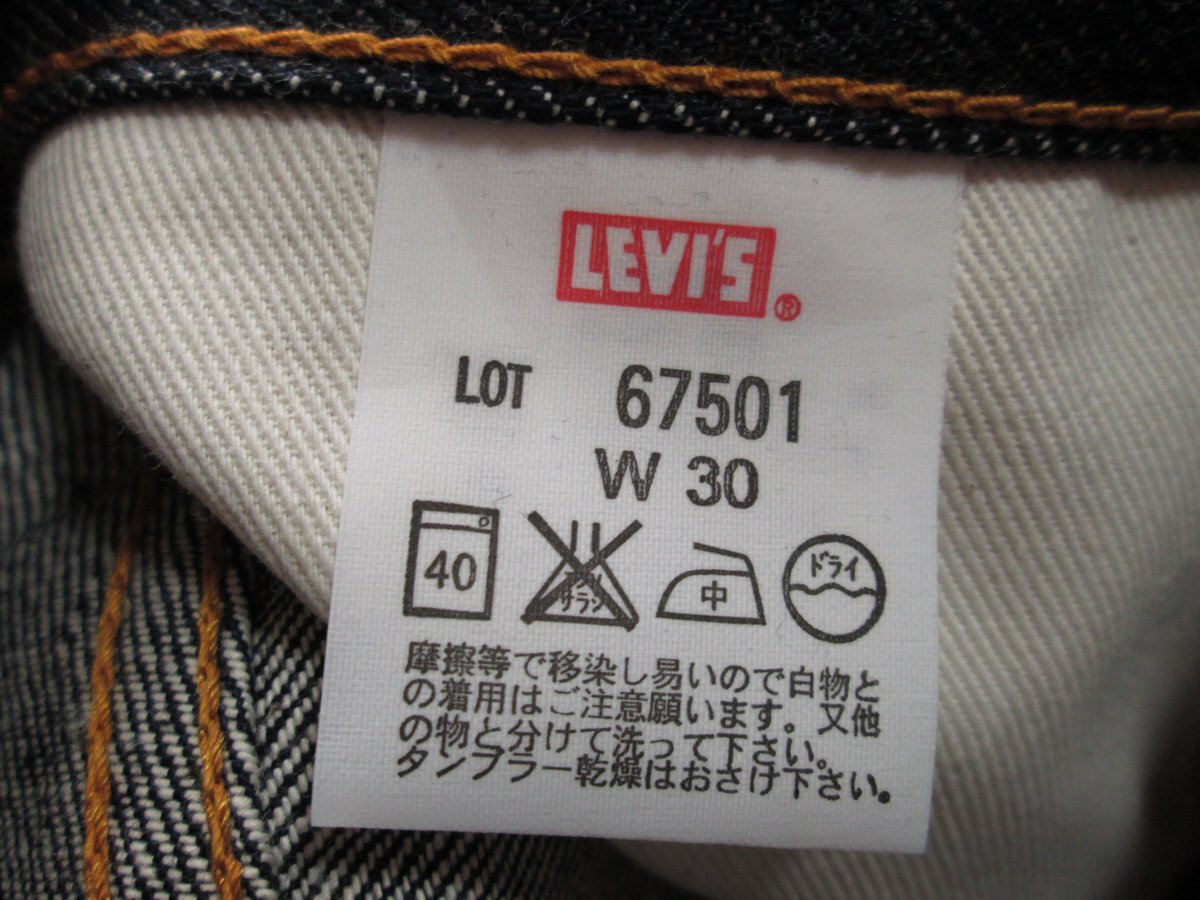 LEVI'S®
LOT 67501
W 30
40
サラシ
中
ドライ
摩擦等で移染し易いので白物と
の着用はご注意願います。又他
の物と分けて洗って下さい。
タンブラー乾燥はおさけ下さい。